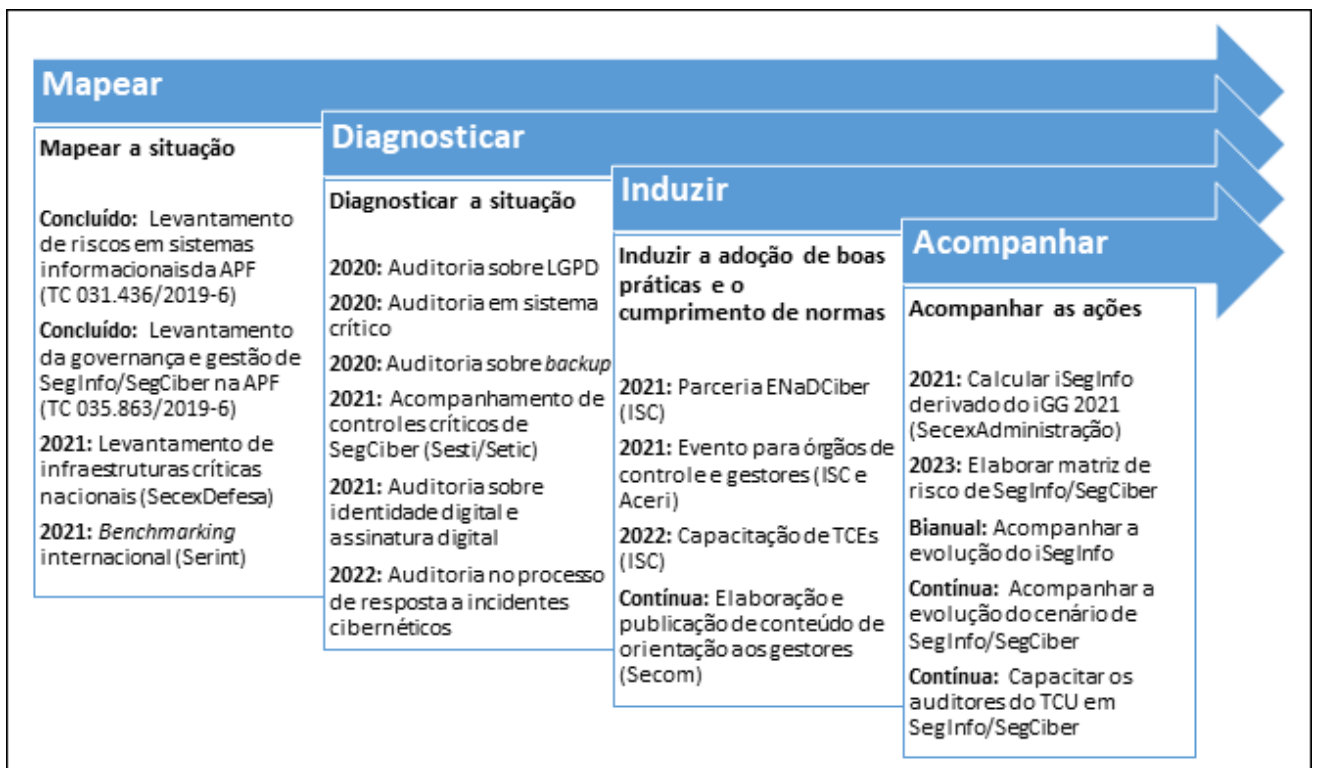 Mapear
Mapear a situação
Concluído: Levantamento
de riscos em sistemas
informacionais da APF
(TC 031.436/2019-6)
Concluído: Levantamento
da governança e gestão de
SegInfo/SegCiber na APF
(TC 035.863/2019-6)
2021: Levantamento de
infraestruturas críticas
nacionais (SecexDefesa)
2021: Benchmarking
internacional (Serint)
Diagnosticar
Diagnosticar a situação
2020: Auditoria sobre LGPD
2020: Auditoria em sistema
crítico
2020: Auditoria sobre backup
2021: Acompanhamento de
controles críticos de
SegCiber (Sesti/Setic)
2021: Auditoria sobre
identidade digital e
assinatura digital
2022: Auditoria no processo
de resposta a incidentes
cibernéticos
Induzir
Induzir a adoção de boas
práticas e o
cumprimento de normas
2021: Parceria ENaDCiber
(ISC)
2021: Evento para órgãos de
controle e gestores (ISC e
Aceri)
2022: Capacitação de TCEs
(ISC)
Contínua: Elaboração e
publicação de conteúdo de
orientação aos gestores
(Secom)
Acompanhar
Acompanhar as ações
2021: Calcular iSegInfo
derivado do iGG 2021
(SecexAdministração)
2023: Elaborar matriz de
risco de SegInfo/SegCiber
Bianual: Acompanhar a
evolução do iSegInfo
Contínua: Acompanhar a
evolução do cenário de
SegInfo/SegCiber
Contínua: Capacitar os
auditores do TCU em
SegInfo/SegCiber